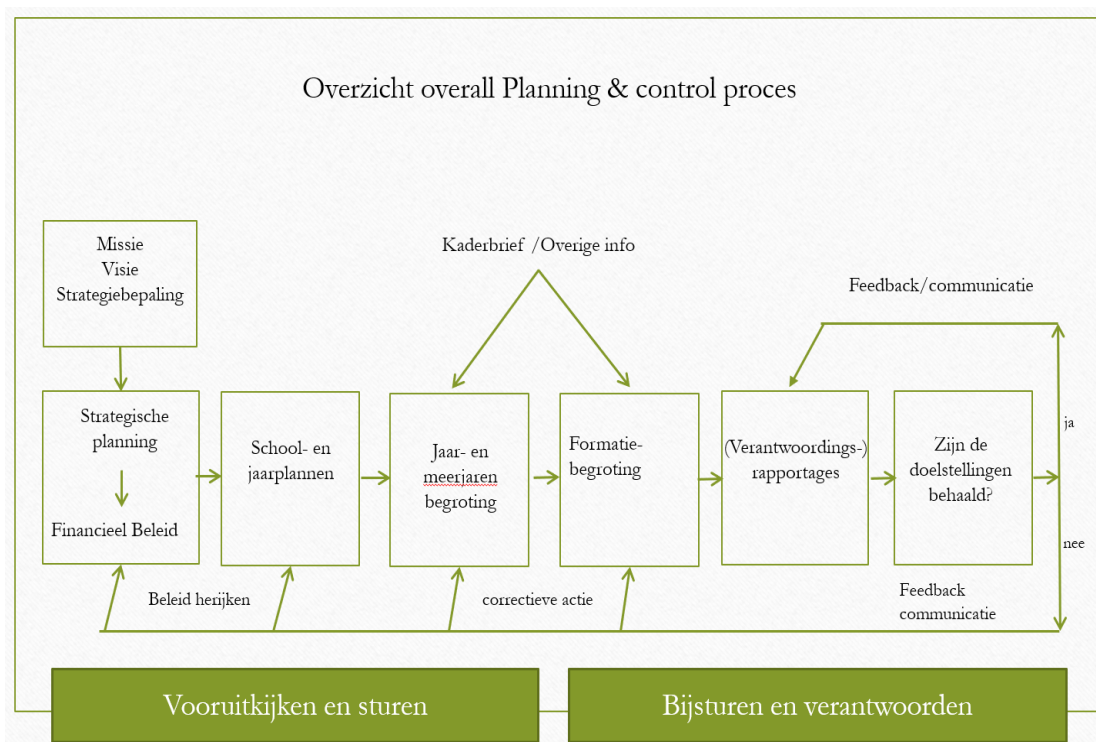 Overzicht overall Planning & control proces
Missie
Visie
Strategiebepaling
Kaderbrief /Overige info
Feedback/communicatie
Strategische
planning
Financieel Beleid
School- en
jaarplannen
Jaar- en
meerjaren
begroting
Formatie-
begroting
(Verantwoordings-)
rapportages
Zijn de
doelstellingen
behaald?
ja
nee
Beleid herijken
correctieve actie
Feedback
communicatie
Vooruitkijken en sturen
Bijsturen en verantwoorden